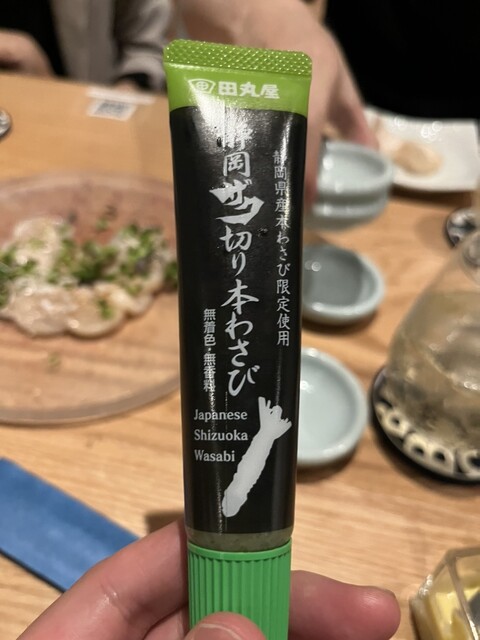 田丸屋
静岡県産本わさび限定使用
静岡ザク切り本わさび
無着色・無香料
Japanese
Shizuoka
Wasabi